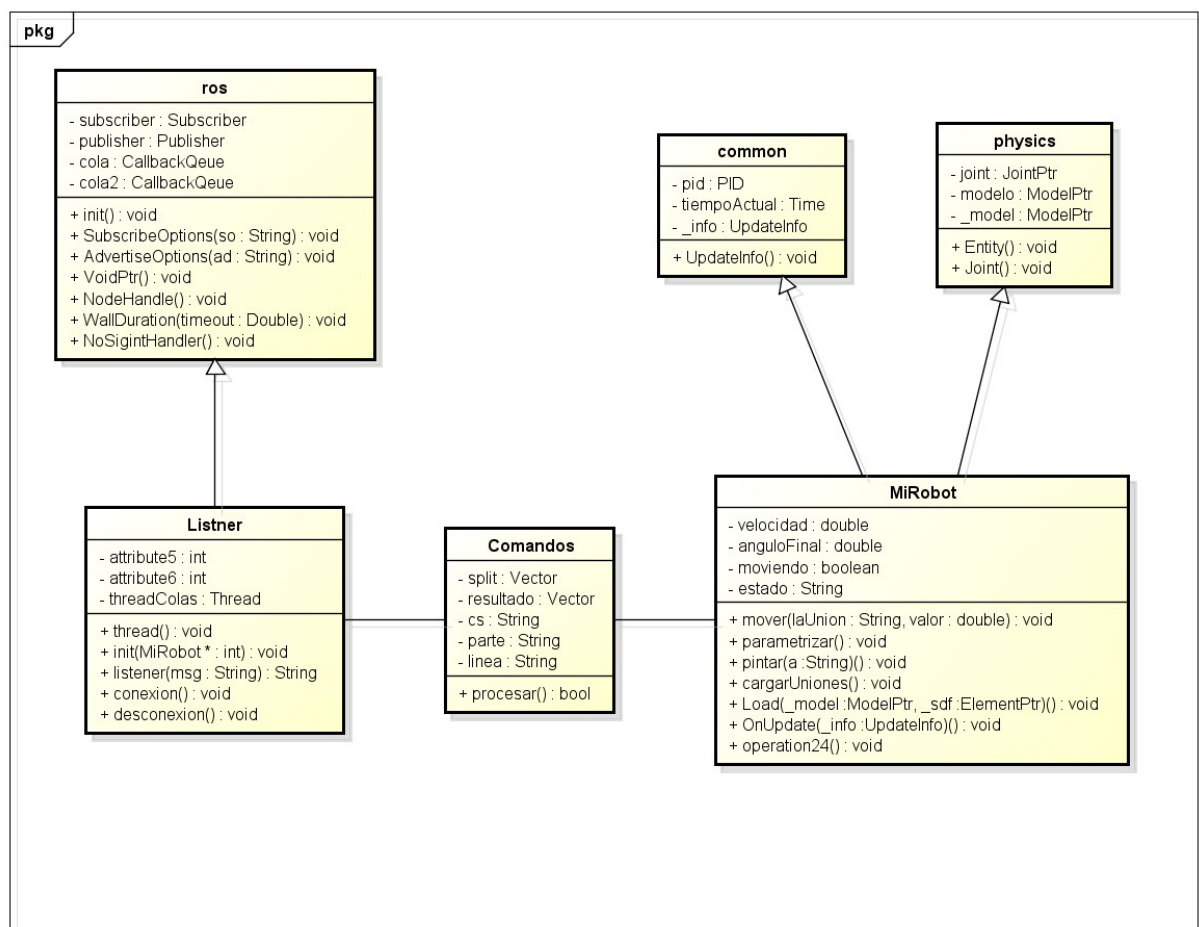 pkg
ros
- subscriber : Subscriber
- publisher : Publisher
- cola : CallbackQeue
- cola2 : CallbackQeue
+ init() : void
+ SubscribeOptions(so : String) : void
+ AdvertiseOptions(ad : String) : void
+ VoidPtr() : void
+ NodeHandle() : void
+ WallDuration(timeout : Double) : void
+ NoSigintHandler() : void
common
- pid : PID
- tiempoActual : Time
- _info : UpdateInfo
+ UpdateInfo() : void
physics
- joint : JointPtr
- modelo : ModelPtr
- _model : ModelPtr
+ Entity() : void
+ Joint() : void
Listner
- attribute5 : int
- attribute6 : int
- threadColas : Thread
+ thread() : void
+ init(MiRobot * : int) : void
+ listener(msg : String) : String
+ conexion() : void
+ desconexion() : void
Comandos
- split : Vector
- resultado : Vector
- cs : String
- parte : String
- linea : String
+ procesar() : bool
MiRobot
- velocidad : double
- anguloFinal : double
- moviendo : boolean
- estado : String
+ mover(laUnion : String, valor : double) : void
+ parametrizar() : void
+ pintar(a :String)() : void
+ cargarUniones() : void
+ Load(_model :ModelPtr, _sdf :ElementPtr)() : void
+ OnUpdate(_info :UpdateInfo)() : void
+ operation24() : void